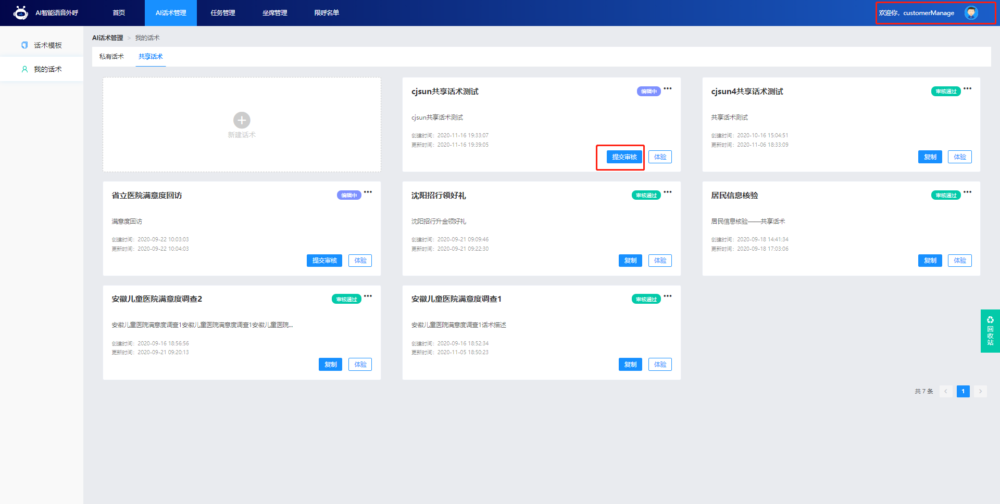 AI智能语音外呼
首页
AI话术管理
任务管理
坐席管理
限呼名单
欢迎你，customerManage
话术模板
我的话术
AI话术管理 > 我的话术
私有话术
共享话术
新建话术
cjsun共享话术测试
编辑中
cjsun共享话术测试
创建时间：2020-11-16 19:33:07
更新时间：2020-11-16 19:39:05
提交审核
体验
cjsun4共享话术测试
审核通过
共享话术测试
创建时间：2020-10-16 15:04:51
更新时间：2020-11-06 18:33:09
复制
体验
省立医院满意度回访
编辑中
满意度回访
创建时间：2020-09-22 10:03:03
更新时间：2020-09-22 10:04:03
提交审核
体验
沈阳招行领好礼
审核通过
沈阳招行升金领好礼
创建时间：2020-09-21 09:09:46
更新时间：2020-09-21 09:22:30
复制
体验
居民信息核验
审核通过
居民信息核验——共享话术
创建时间：2020-09-18 14:41:34
更新时间：2020-09-18 17:03:06
复制
体验
安徽儿童医院满意度调查2
审核通过
安徽儿童医院满意度调查1安徽儿童医院满意度调查1安徽儿童医院...
创建时间：2020-09-16 18:56:56
更新时间：2020-09-21 09:20:13
复制
体验
安徽儿童医院满意度调查1
审核通过
安徽儿童医院满意度调查1话术描述
创建时间：2020-09-16 18:52:34
更新时间：2020-11-05 18:50:23
复制
体验
回收站
共 7 条
1